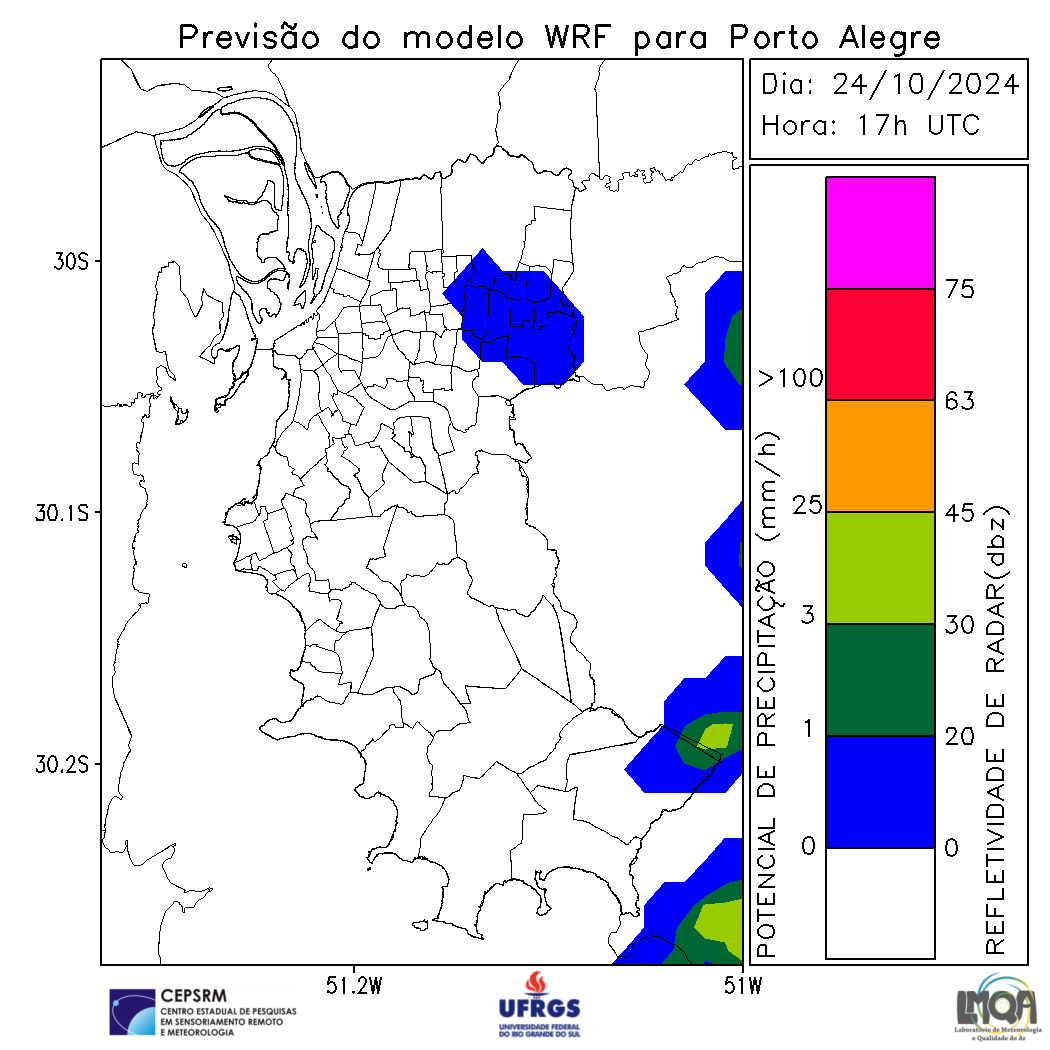 Previsão do modelo WRF para Porto Alegre
Dia: 24/10/2024
Hora: 17h UTC
30S
30.1S
30.2S
51.2W
51W
POTENCIAL DE PRECIPITAÇÃO (mm/h)
>100
25
3
1
0
75
63
45
30
20
0
REFLETIVIDADE DE RADAR(dbz)
CEPSRM
CENTRO ESTADUAL DE PESQUISAS
EM SENSORIAMENTO REMOTO
E METEOROLOGIA
UFRGS
UNIVERSIDADE FEDERAL
DO RIO GRANDE DO SUL
LMQA
Laboratório de Meteorologia
e Qualidade do Ar